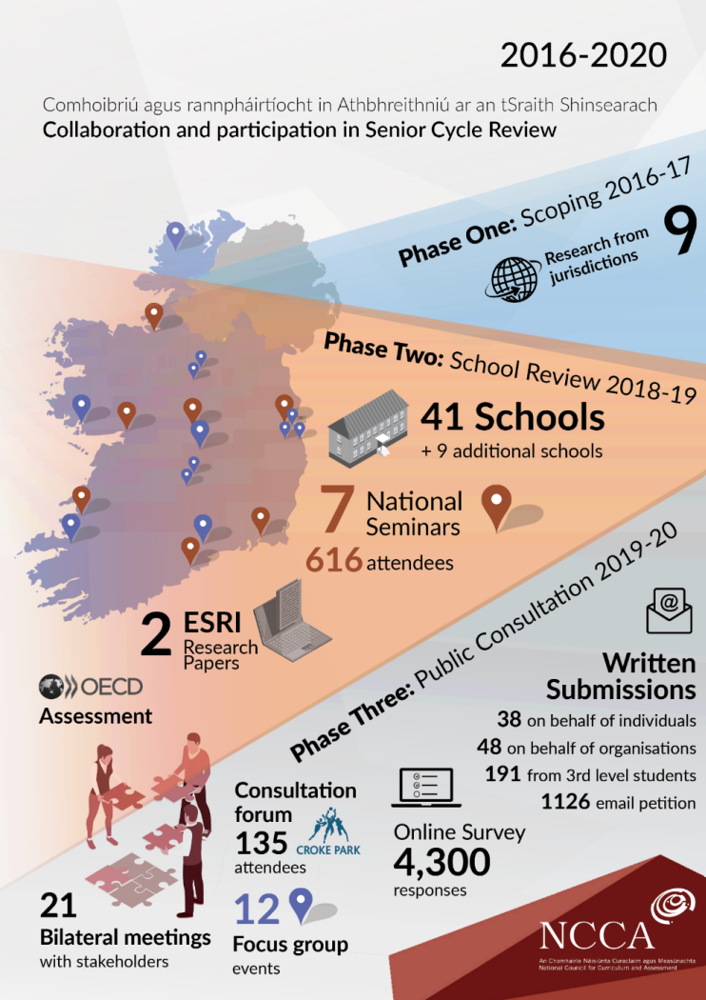 2016-2020
Comhoibriú agus rannpháirtíocht in Athbhreithniú ar an tSraith Shinsearach
Collaboration and participation in Senior Cycle Review
Phase One: Scoping 2016-17
Research from
jurisdictions
9
Phase Two: School Review 2018-19
41 Schools
+ 9 additional schools
7 National
Seminars
616 attendees
2 ESRI
Research
Papers
OECD
Assessment
Phase Three: Public Consultation 2019-20
@
Written
Submissions
38 on behalf of individuals
48 on behalf of organisations
191 from 3rd level students
1126 email petition
Consultation
forum
135
attendees
CROKE PARK
Online Survey
4,300
responses
21
Bilateral meetings
with stakeholders
12
Focus group
events
NCCA
An Chomhairle Náisiúnta Curaclaim agus Measúnachta
National Council for Curriculum and Assessment